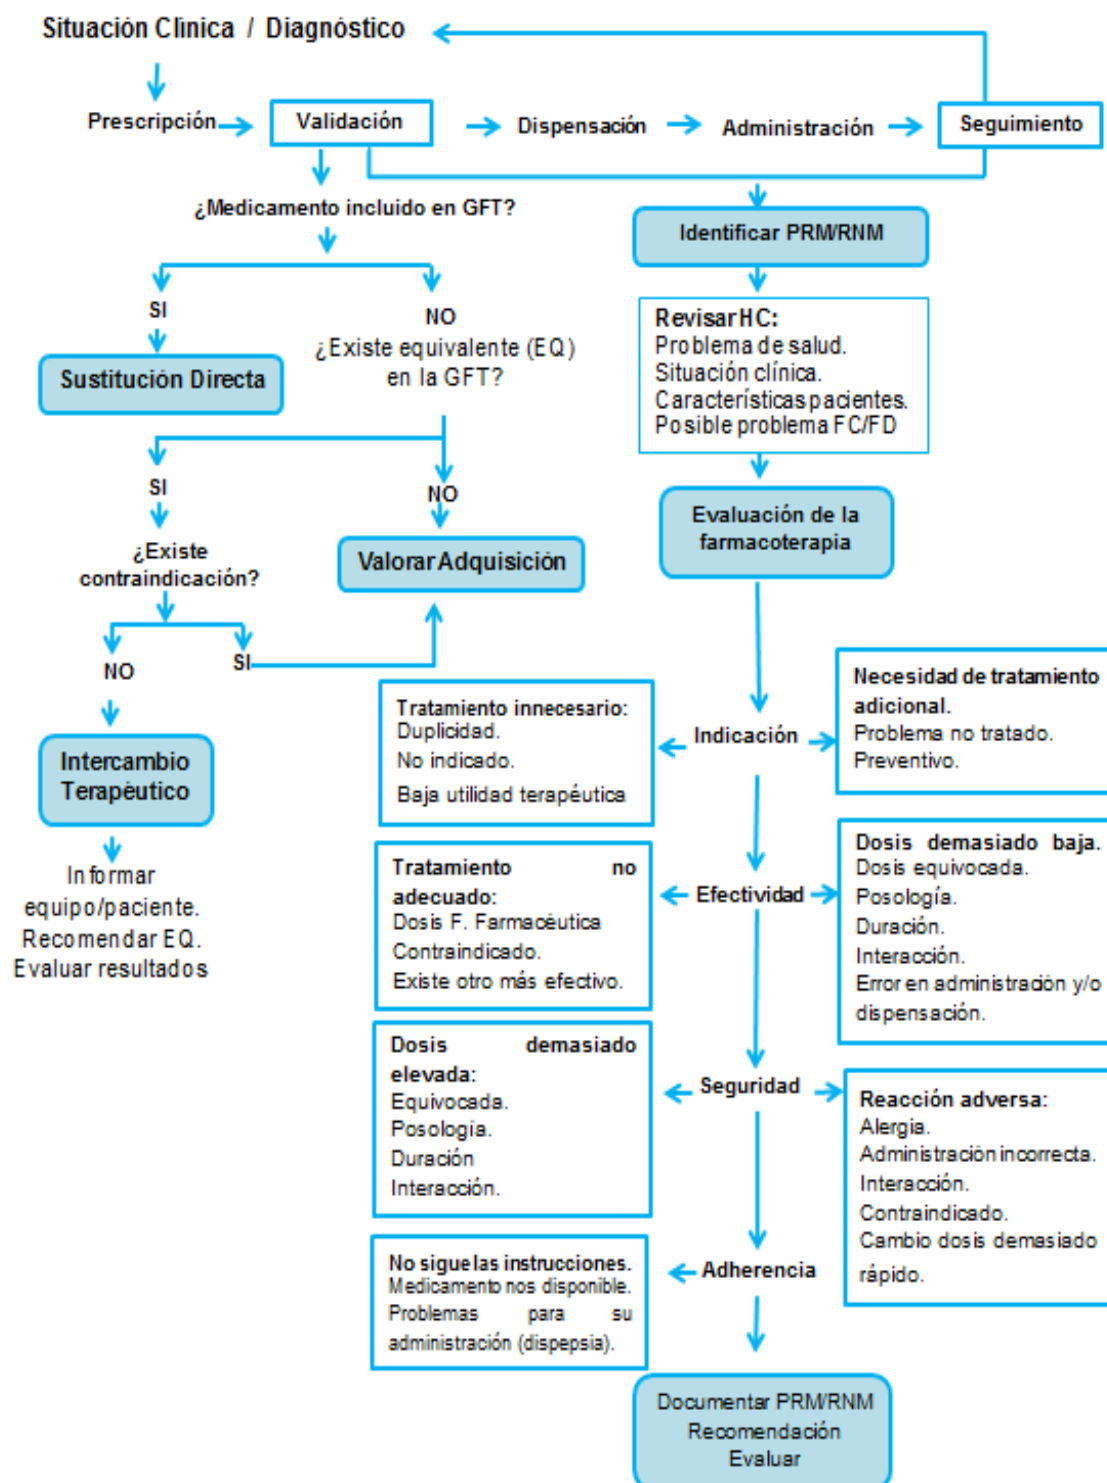 Situación Clínica / Diagnóstico
Prescripción
Validación
Dispensación
Administración
Seguimiento
¿Medicamento incluido en GFT?
SI
NO
¿Existe equivalente (EQ)
en la GFT?
Sustitución Directa
SI
NO
¿Existe
contraindicación?
Valorar Adquisición
NO
SI
Intercambio
Terapéutico
Informar
equipo/paciente.
Recomendar EQ.
Evaluar resultados
Identificar PRM/RNM
Revisar HC:
Problema de salud.
Situación clínica.
Características pacientes.
Posible problema FC/FD
Evaluación de la
farmacoterapia
Tratamiento innecesario:
Duplicidad.
No indicado.
Baja utilidad terapéutica
Indicación
Necesidad de tratamiento
adicional.
Problema no tratado.
Preventivo.
Tratamiento no
adecuado:
Dosis F. Farmacéutica
Contraindicado.
Existe otro más efectivo.
Efectividad
Dosis demasiado baja.
Dosis equivocada.
Posología.
Duración.
Interacción.
Error en administración y/o
dispensación.
Dosis demasiado
elevada:
Equivocada.
Posología.
Duración
Interacción.
Seguridad
Reacción adversa:
Alergia.
Administración incorrecta.
Interacción.
Contraindicado.
Cambio dosis demasiado
rápido.
No sigue las instrucciones.
Medicamento nos disponible.
Problemas para su
administración (dispepsia).
Adherencia
Documentar PRM/RNM
Recomendación
Evaluar